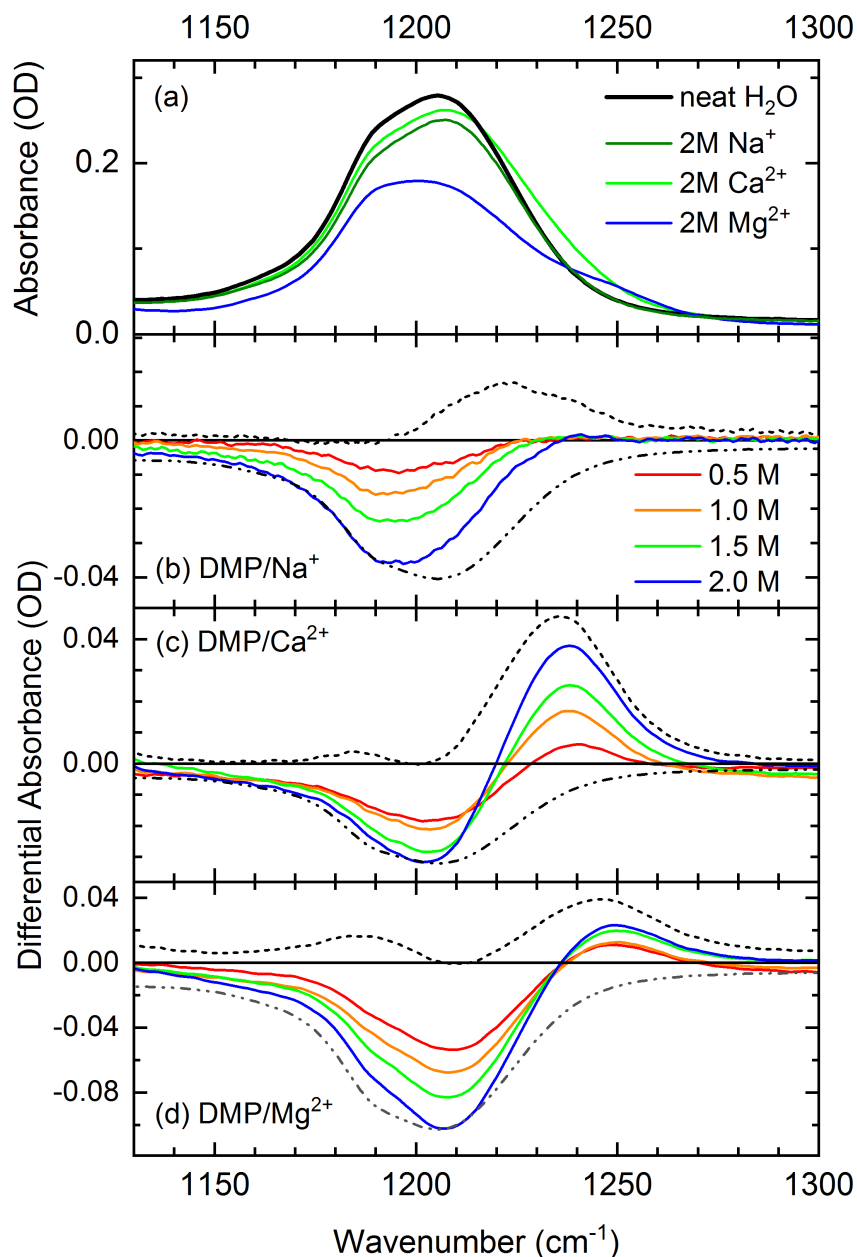 1150 1200 1250 1300
(a)
neat H₂O
2M Na⁺
2M Ca²⁺
2M Mg²⁺
Absorbance (OD)
0.2
0.0
0.00
-0.04
0.5 M
1.0 M
1.5 M
2.0 M
(b) DMP/Na⁺
(c) DMP/Ca²⁺
0.04
0.00
Differential Absorbance (OD)
0.04
0.00
-0.04
-0.08
(d) DMP/Mg²⁺
1150 1200 1250 1300
Wavenumber (cm⁻¹)